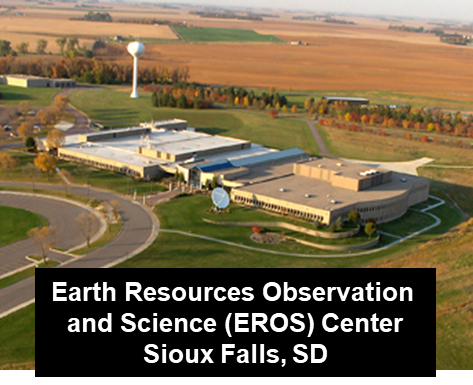 Earth Resources Observation
and Science (EROS) Center
Sioux Falls, SD